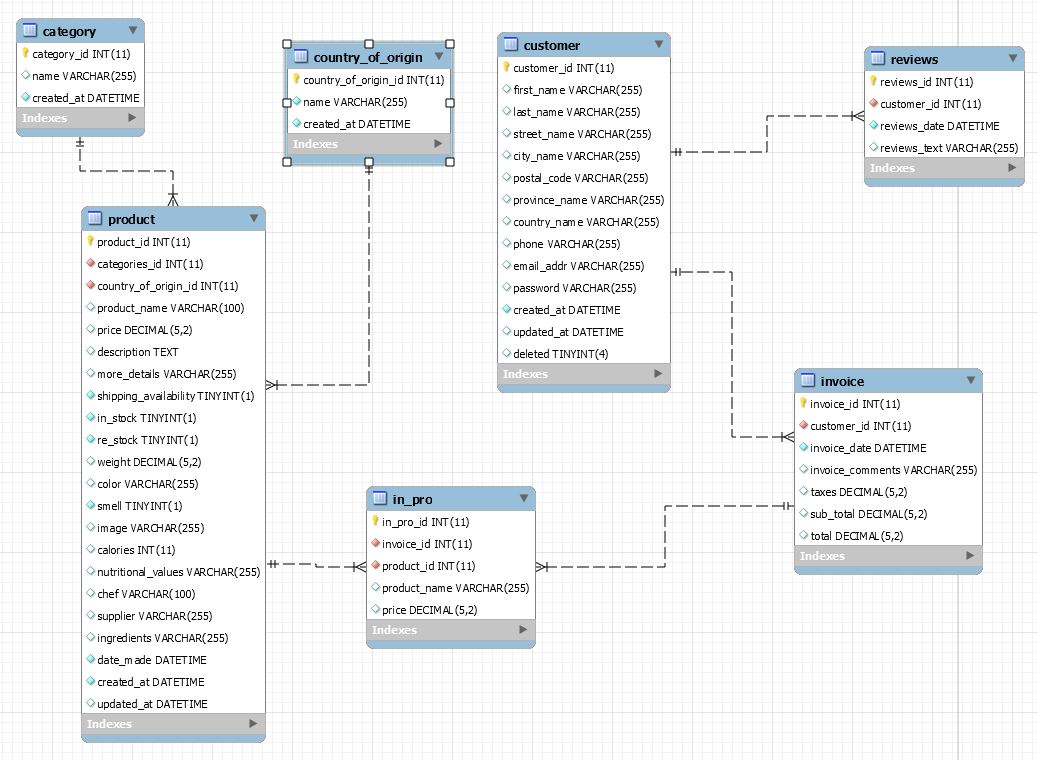 category
category_id INT(11)
name VARCHAR(255)
created_at DATETIME
Indexes
country_of_origin
country_of_origin_id INT(11)
name VARCHAR(255)
created_at DATETIME
Indexes
customer
customer_id INT(11)
first_name VARCHAR(255)
last_name VARCHAR(255)
street_name VARCHAR(255)
city_name VARCHAR(255)
postal_code VARCHAR(255)
province_name VARCHAR(255)
country_name VARCHAR(255)
phone VARCHAR(255)
email_addr VARCHAR(255)
password VARCHAR(255)
created_at DATETIME
updated_at DATETIME
deleted TINYINT(4)
Indexes
reviews
reviews_id INT(11)
customer_id INT(11)
reviews_date DATETIME
reviews_text VARCHAR(255)
Indexes
product
product_id INT(11)
categories_id INT(11)
country_of_origin_id INT(11)
product_name VARCHAR(100)
price DECIMAL(5,2)
description TEXT
more_details VARCHAR(255)
shipping_availability TINYINT(1)
in_stock TINYINT(1)
re_stock TINYINT(1)
weight DECIMAL(5,2)
color VARCHAR(255)
smell TINYINT(1)
image VARCHAR(255)
calories INT(11)
nutritional_values VARCHAR(255)
chef VARCHAR(100)
supplier VARCHAR(255)
ingredients VARCHAR(255)
date_made DATETIME
created_at DATETIME
updated_at DATETIME
Indexes
in_pro
in_pro_id INT(11)
invoice_id INT(11)
product_id INT(11)
product_name VARCHAR(255)
price DECIMAL(5,2)
Indexes
invoice
invoice_id INT(11)
customer_id INT(11)
invoice_date DATETIME
invoice_comments VARCHAR(255)
taxes DECIMAL(5,2)
sub_total DECIMAL(5,2)
total DECIMAL(5,2)
Indexes